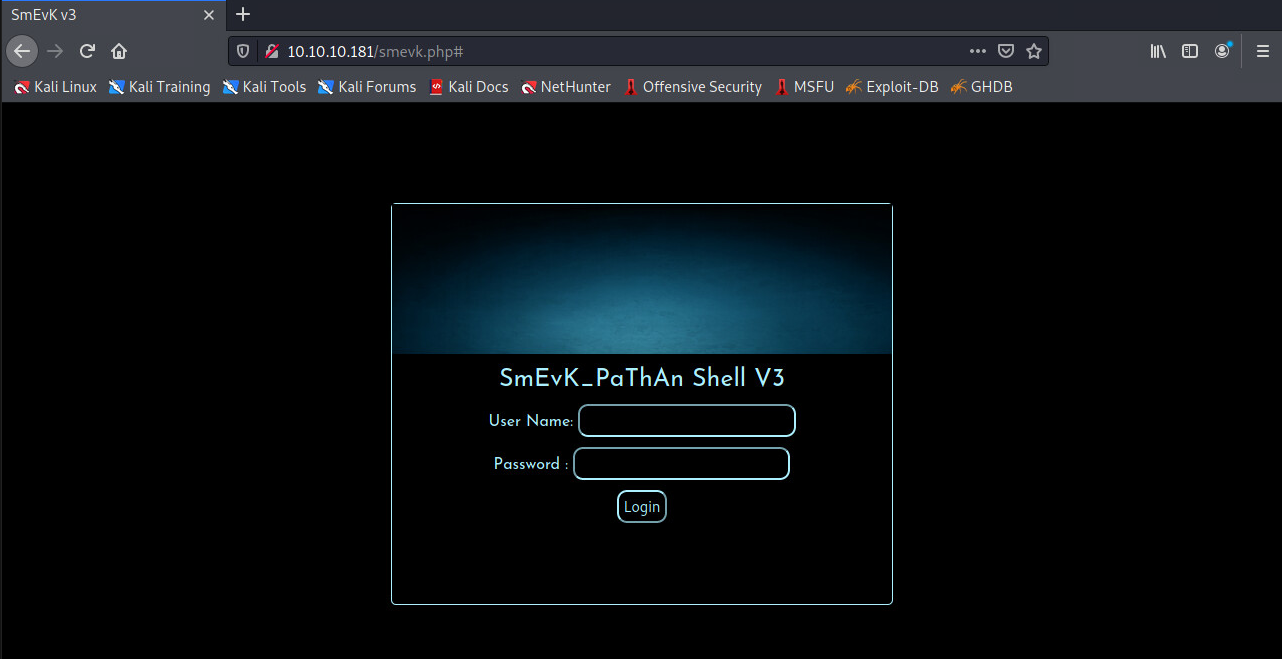 SmEvK v3
10.10.10.181/smevk.php#
Kali Linux Kali Training Kali Tools Kali Forums Kali Docs NetHunter Offensive Security MSFU Exploit-DB GHDB
SmEvK_PaThAn Shell V3
User Name:
Password :
Login